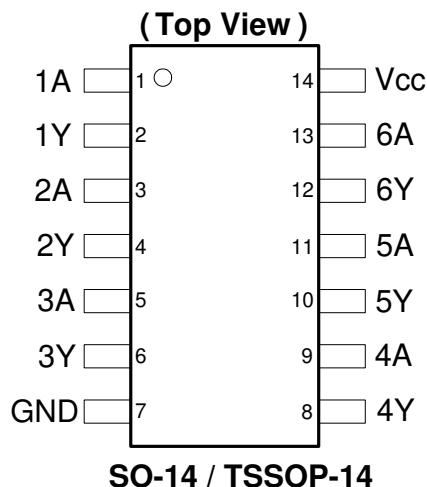 (Top View)
1A 1 14 Vcc
1Y 2 13 6A
2A 3 12 6Y
2Y 4 11 5A
3A 5 10 5Y
3Y 6 9 4A
GND 7 8 4Y
SO-14 / TSSOP-14